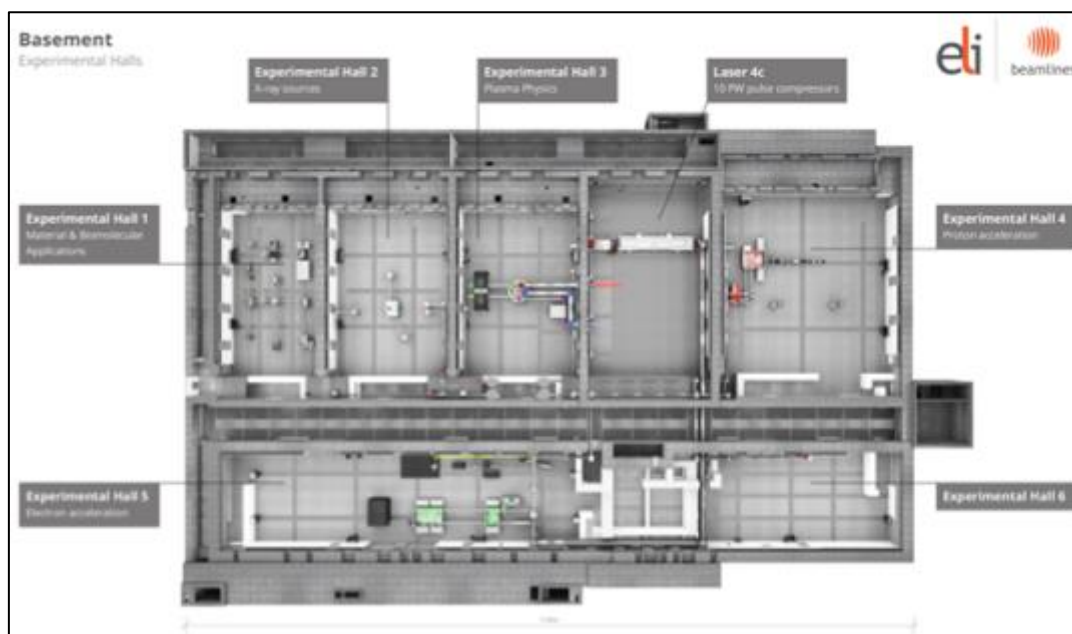 Basement
Experimental Halls
eli
beamlines
Experimental Hall 2
X-ray sources
Experimental Hall 3
Plasma Physics
Laser 4c
10 PW pulse compressors
Experimental Hall 1
Material & Biomolecular
Applications
Experimental Hall 4
Proton acceleration
Experimental Hall 5
Electron acceleration
Experimental Hall 6